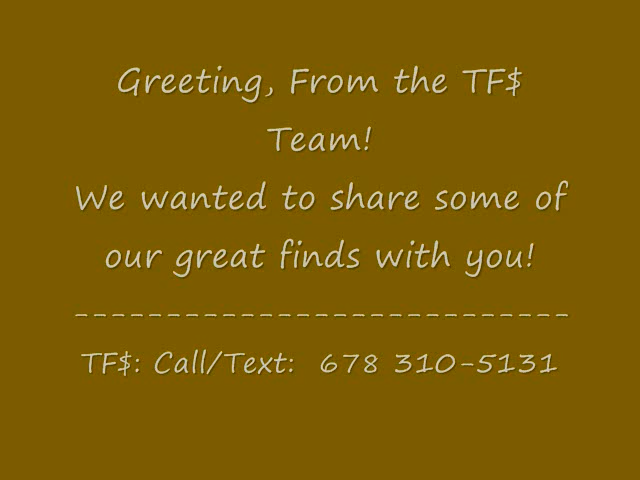 Greeting, From the TF$
Team!
We wanted to share some of
our great finds with you!
---------------------------
TF$: Call/Text:  678 310-5131